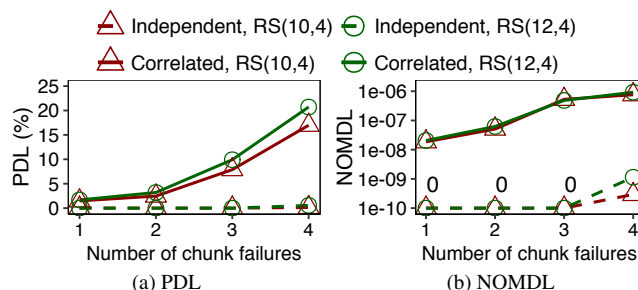 Independent, RS(10,4) Independent, RS(12,4)
Correlated, RS(10,4) Correlated, RS(12,4)
PDL (%)
25
20
15
10
5
0
1 2 3 4
Number of chunk failures
(a) PDL
NOMDL
1e-06
1e-07
1e-08
1e-09
1e-10
0 0 0
1 2 3 4
Number of chunk failures
(b) NOMDL